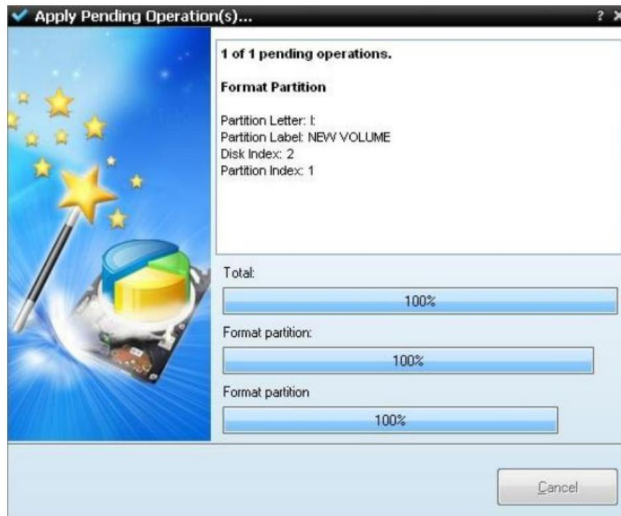 Apply Pending Operation(s)...
1 of 1 pending operations.
Format Partition
Partition Letter: I:
Partition Label: NEW VOLUME
Disk Index: 2
Partition Index: 1
Total:
100%
Format partition:
100%
Format partition
100%
Cancel